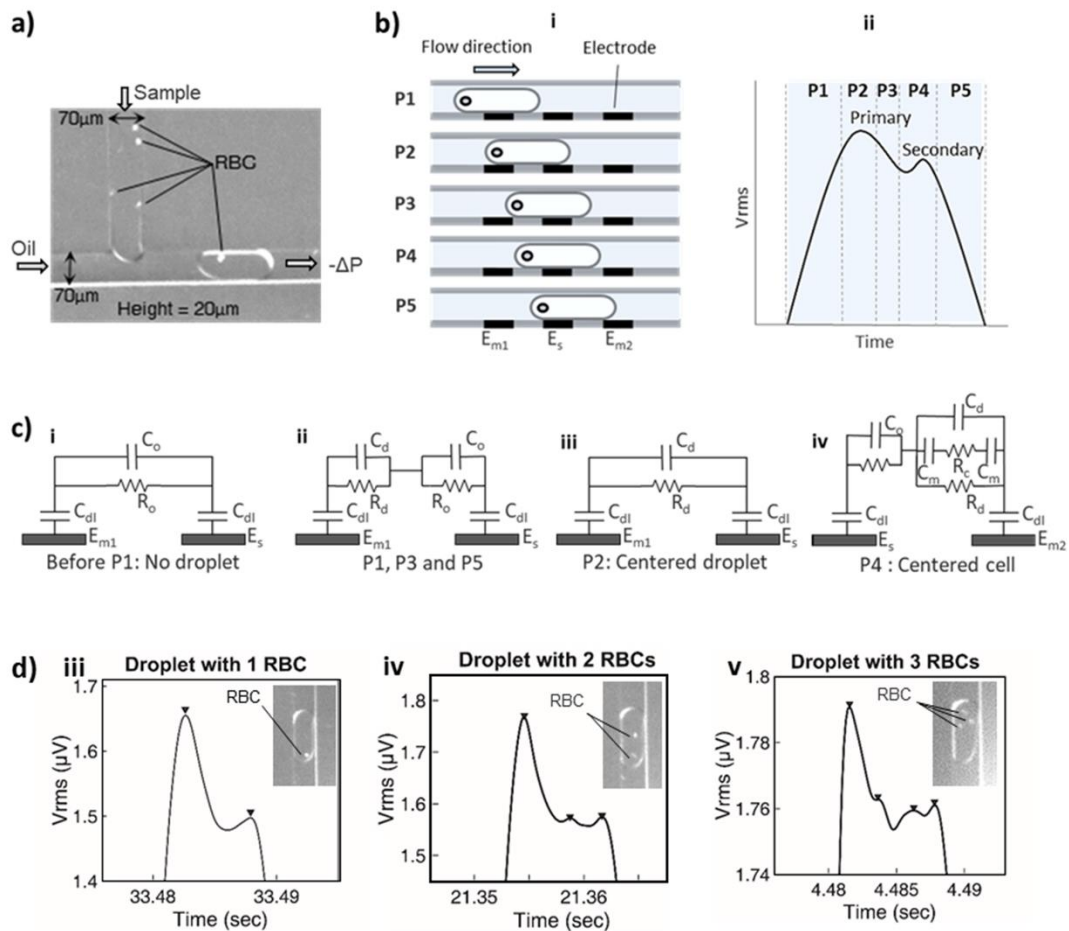 a)
Sample
70μm
RBC
Oil
-ΔP
70μm
Height = 20μm
b)
i
Flow direction
Electrode
P1
P2
P3
P4
P5
Em1
Es
Em2
ii
P1 P2 P3 P4 P5
Primary
Secondary
Vrms
Time
c)
i
Co
Ro
Cdl
Cdl
Em1
Es
Before P1: No droplet
ii
Cd
Co
Rd
Ro
Cdl
Cdl
Em1
Es
P1, P3 and P5
iii
Cd
Rd
Cdl
Cdl
Em1
Es
P2: Centered droplet
iv
Cd
Co
Cm
Rc
Cm
Rd
Cdl
Cdl
Es
Em2
P4 : Centered cell
d)
iii
Droplet with 1 RBC
RBC
Vrms (μV)
1.7
1.6
1.5
1.4
33.48
33.49
Time (sec)
iv
Droplet with 2 RBCs
RBC
Vrms (μV)
1.8
1.7
1.6
1.5
21.35
21.36
Time (sec)
v
Droplet with 3 RBCs
RBC
Vrms (μV)
1.8
1.78
1.76
1.74
4.48
4.485
4.49
Time (sec)